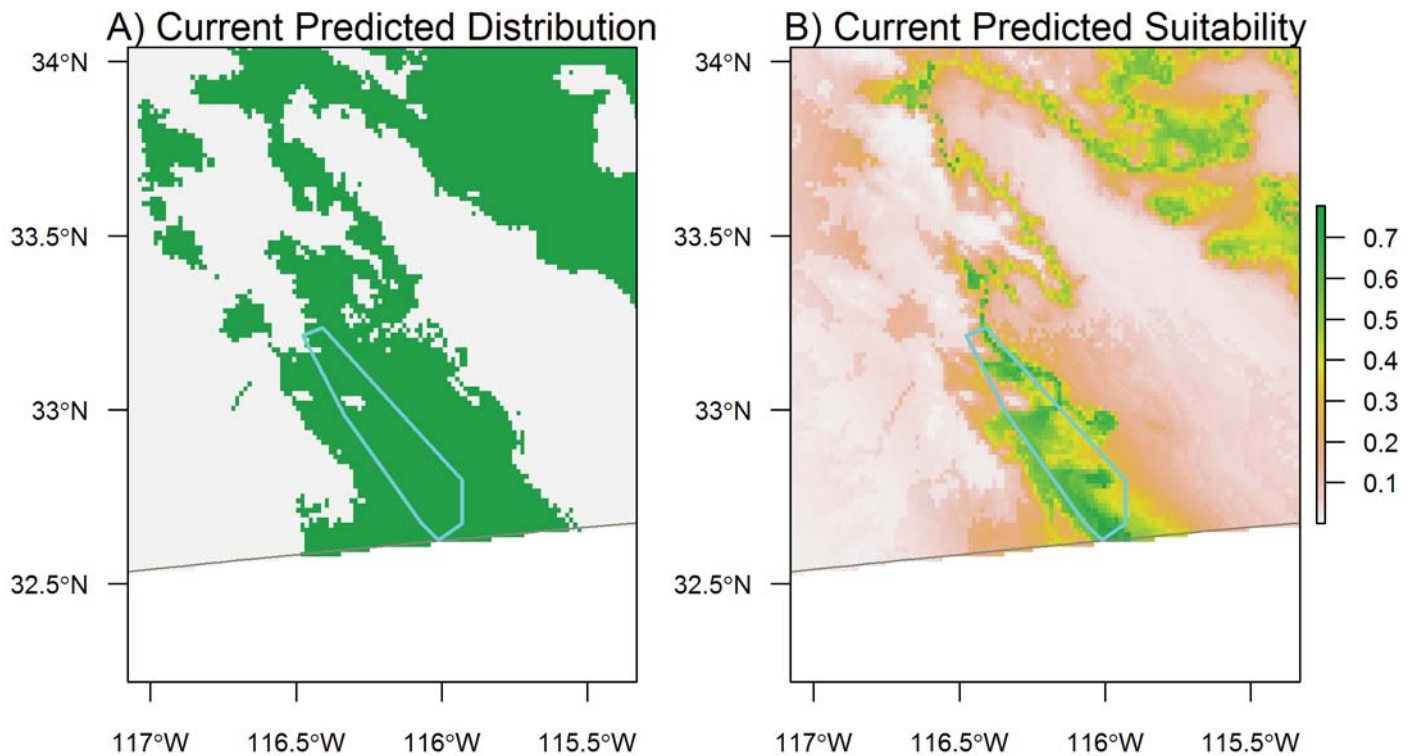 A) Current Predicted Distribution
34°N
33.5°N
33°N
32.5°N
117°W 116.5°W 116°W 115.5°W
B) Current Predicted Suitability
34°N
33.5°N
33°N
32.5°N
117°W 116.5°W 116°W 115.5°W
0.7
0.6
0.5
0.4
0.3
0.2
0.1